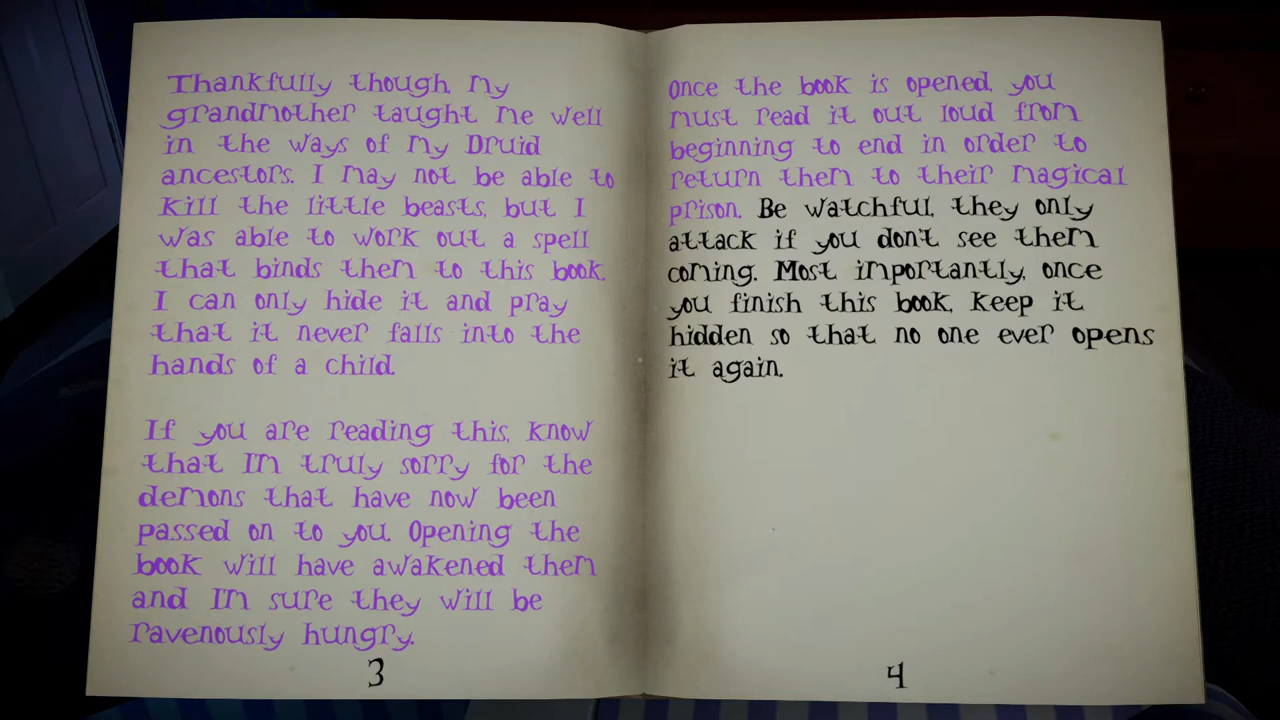 Thankfully though, my
grandmother taught me well
in the ways of my Druid
ancestors. I may not be able to
kill the little beasts, but I
was able to work out a spell
that binds them to this book.
I can only hide it and pray
that it never falls into the
hands of a child.
If you are reading this, know
that I'm truly sorry for the
demons that have now been
passed on to you. Opening the
book will have awakened them
and I'm sure they will be
ravenously hungry.
3
Once the book is opened, you
must read it out loud from
beginning to end in order to
return them to their magical
prison. Be watchful, they only
attack if you don't see them
coming. Most importantly, once
you finish this book, keep it
hidden so that no one ever opens
it again.
4